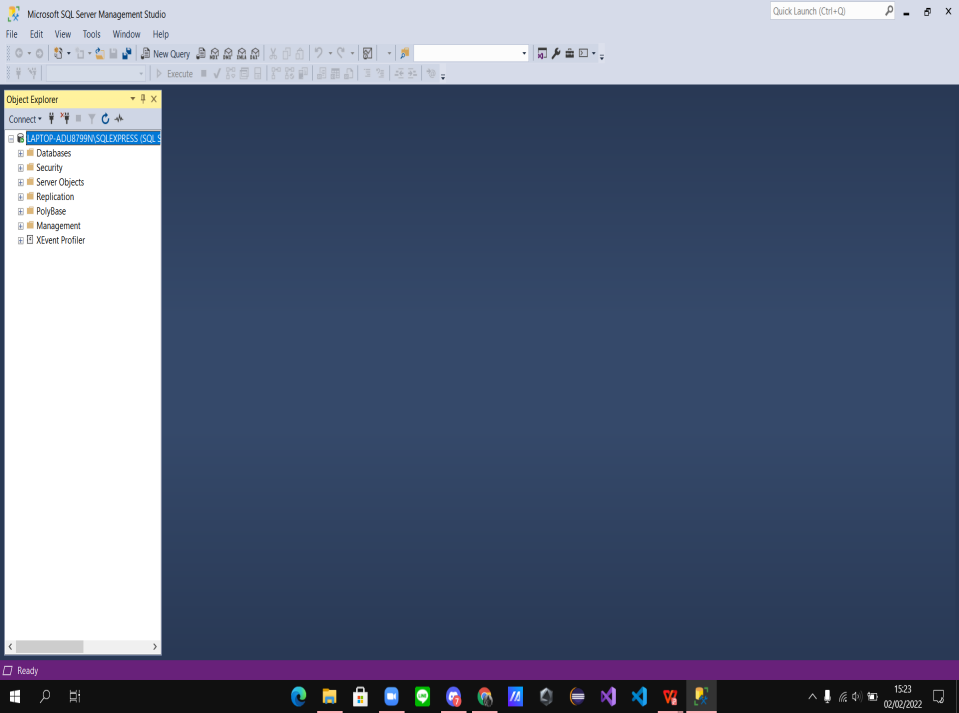 Microsoft SQL Server Management Studio
Quick Launch (Ctrl+Q)
File Edit View Tools Window Help
New Query
Execute
Object Explorer
Connect
LAPTOP-ADU8799N\SQLEXPRESS (SQL S
Databases
Security
Server Objects
Replication
PolyBase
Management
XEvent Profiler
Ready
15:23
02/02/2022